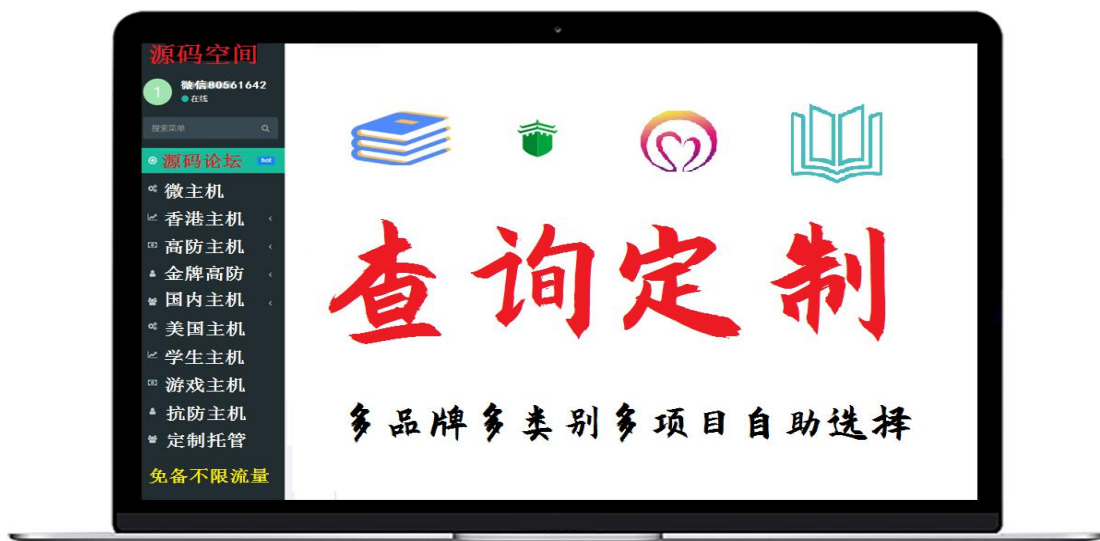 源码空间
1
微信80561642
在线
搜索菜单
源码论坛 hot
微主机
香港主机
高防主机
金牌高防
国内主机
美国主机
学生主机
游戏主机
抗防主机
定制托管
免备不限流量
查询定制
多品牌多类别多项目自助选择